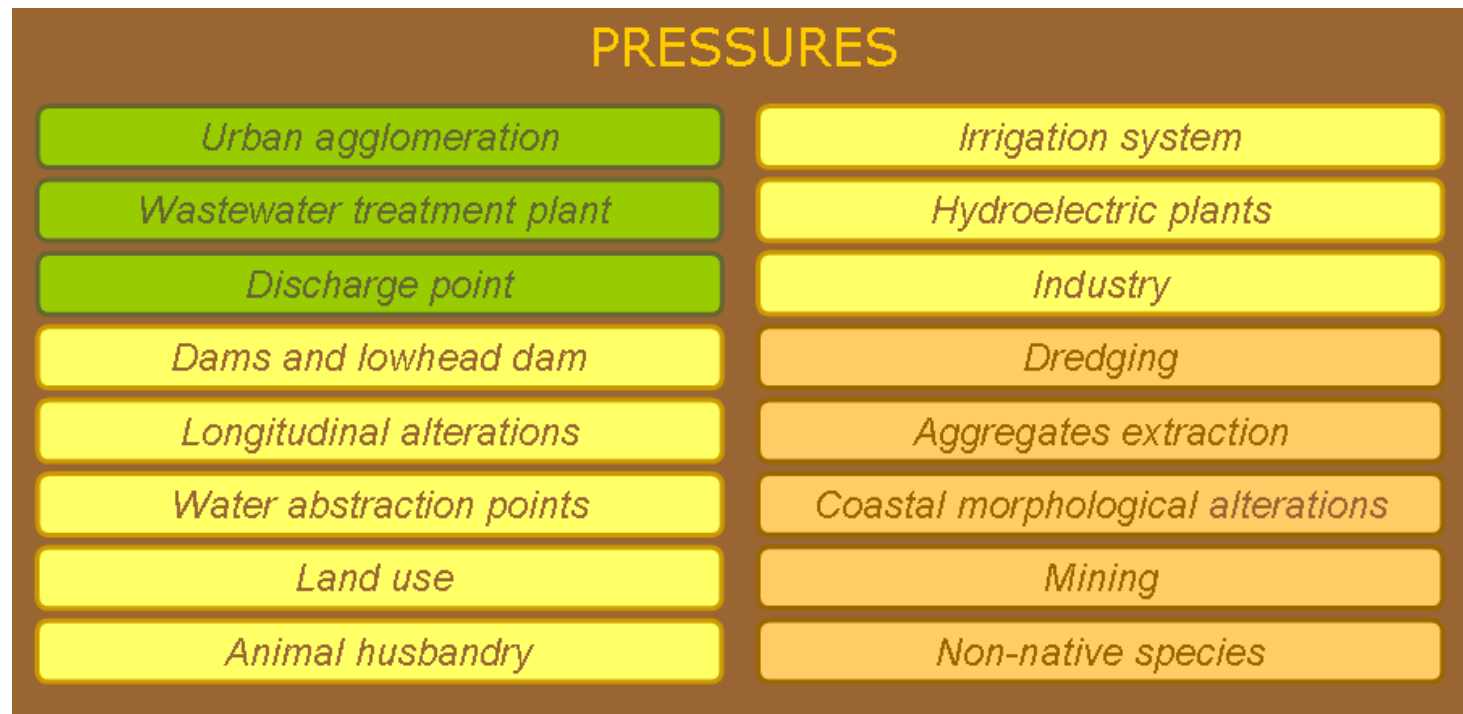 PRESSURES
Urban agglomeration
Wastewater treatment plant
Discharge point
Dams and lowhead dam
Longitudinal alterations
Water abstraction points
Land use
Animal husbandry
Irrigation system
Hydroelectric plants
Industry
Dredging
Aggregates extraction
Coastal morphological alterations
Mining
Non-native species